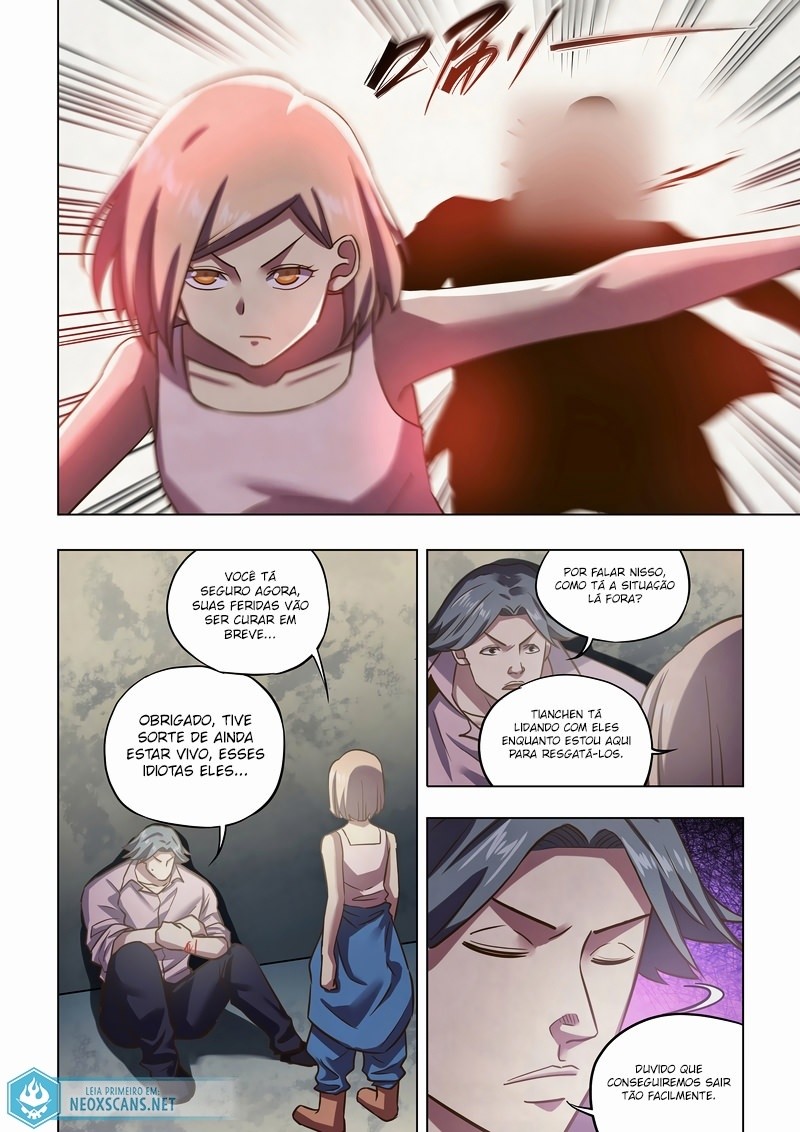 VOCÊ TÁ
SEGURO AGORA,
SUAS FERIDAS VÃO
SER CURAR EM
BREVE...
OBRIGADO, TIVE
SORTE DE AINDA
ESTAR VIVO, ESSES
IDIOTAS ELES...
POR FALAR NISSO,
COMO TÁ A SITUAÇÃO
LÁ FORA?
TIANCHEN TÁ
LIDANDO COM ELES
ENQUANTO ESTOU AQUI
PARA RESGATÁ-LOS.
DUVIDO QUE
CONSEGUIREMOS SAIR
TÃO FACILMENTE.
LEIA PRIMEIRO EM:
NEOXSCANS.NET